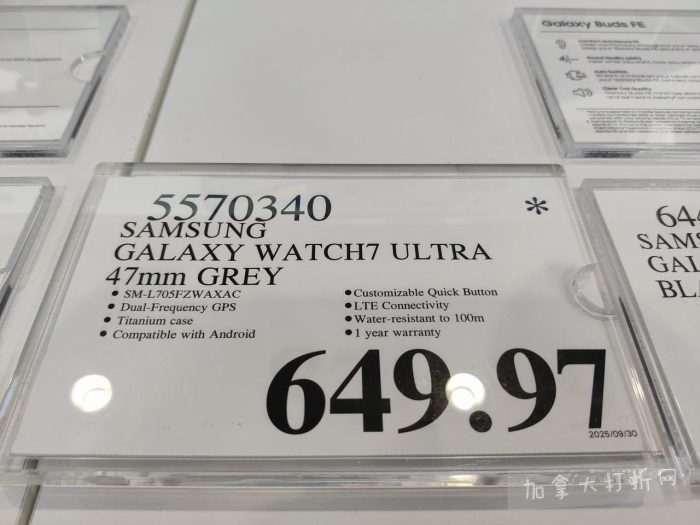 Galaxy Buds FE
5570340 *
SAMSUNG
GALAXY WATCH7 ULTRA
47mm GREY
• SM-L705FZWAXAC
• Dual-Frequency GPS
• Titanium case
• Compatible with Android
• Customizable Quick Button
• LTE Connectivity
• Water-resistant to 100m
• 1 year warranty
649.97
2025/09/30
64
SAMS
GAL
BL
加拿大打折网